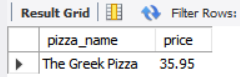 Result Grid Filter Rows:
pizza_name price
The Greek Pizza 35.95